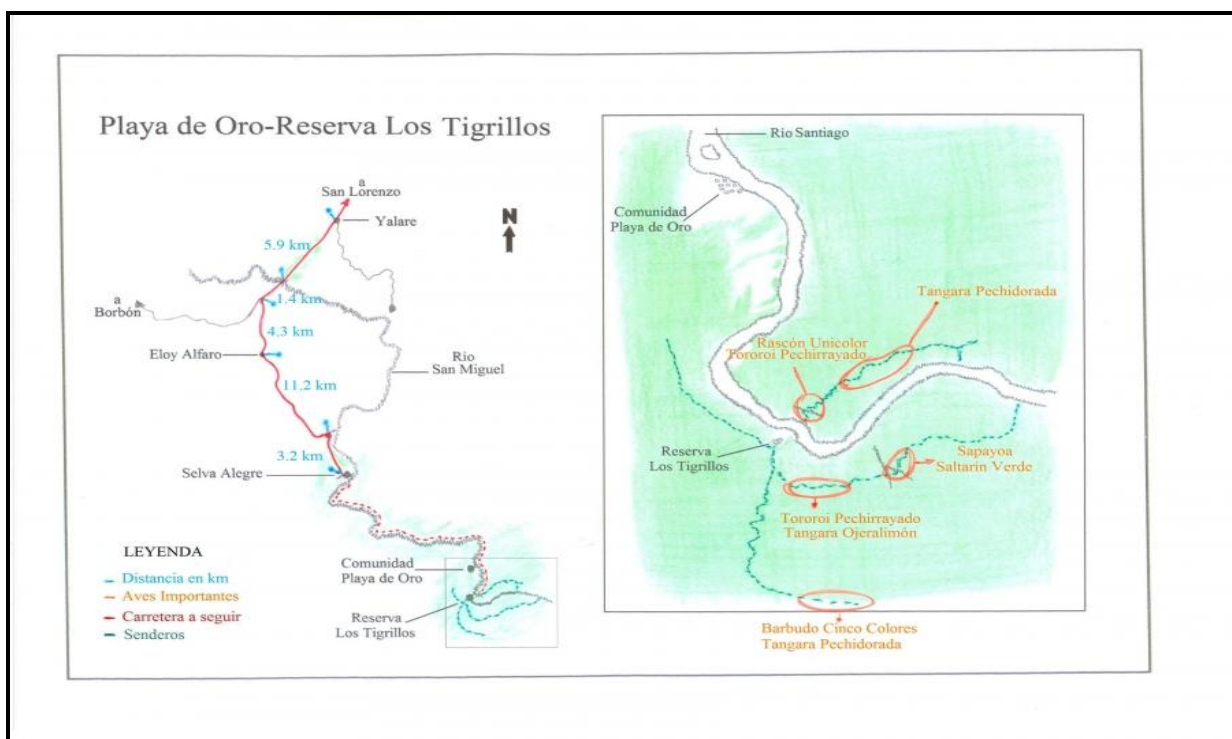 Playa de Oro-Reserva Los Tigrillos
a
San Lorenzo
Yalare
N
5.9 km
1.4 km
a
Borbón
4.3 km
Eloy Alfaro
Río
San Miguel
11.2 km
3.2 km
Selva Alegre
LEYENDA
Distancia en km
Aves Importantes
Carretera a seguir
Senderos
Comunidad
Playa de Oro
Reserva
Los Tigrillos
Río Santiago
Comunidad
Playa de Oro
Tangara Pechidorada
Rascón Unicolor
Tororoi Pechirrayado
Reserva
Los Tigrillos
Sapayoa
Saltarín Verde
Tororoi Pechirrayado
Tangara Ojeralimón
Barbudo Cinco Colores
Tangara Pechidorada